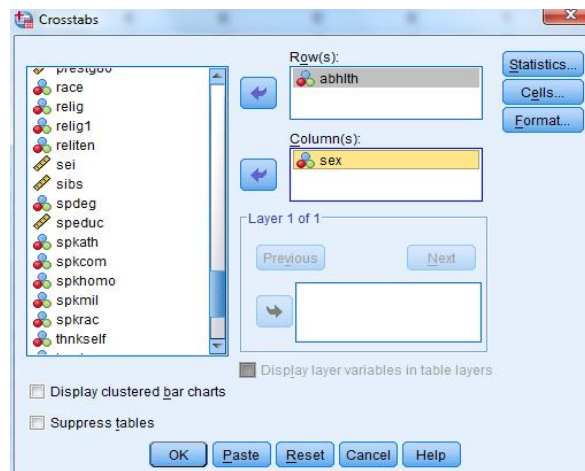 Crosstabs
prestg80
race
relig
relig1
reliten
sei
sibs
spdeg
speduc
spkath
spkcom
spkhomo
spkmil
spkrac
thnkself
Row(s):
abhlth
Column(s):
sex
Layer 1 of 1
Previous
Next
Display layer variables in table layers
Statistics...
Cells...
Format...
Display clustered bar charts
Suppress tables
OK
Paste
Reset
Cancel
Help